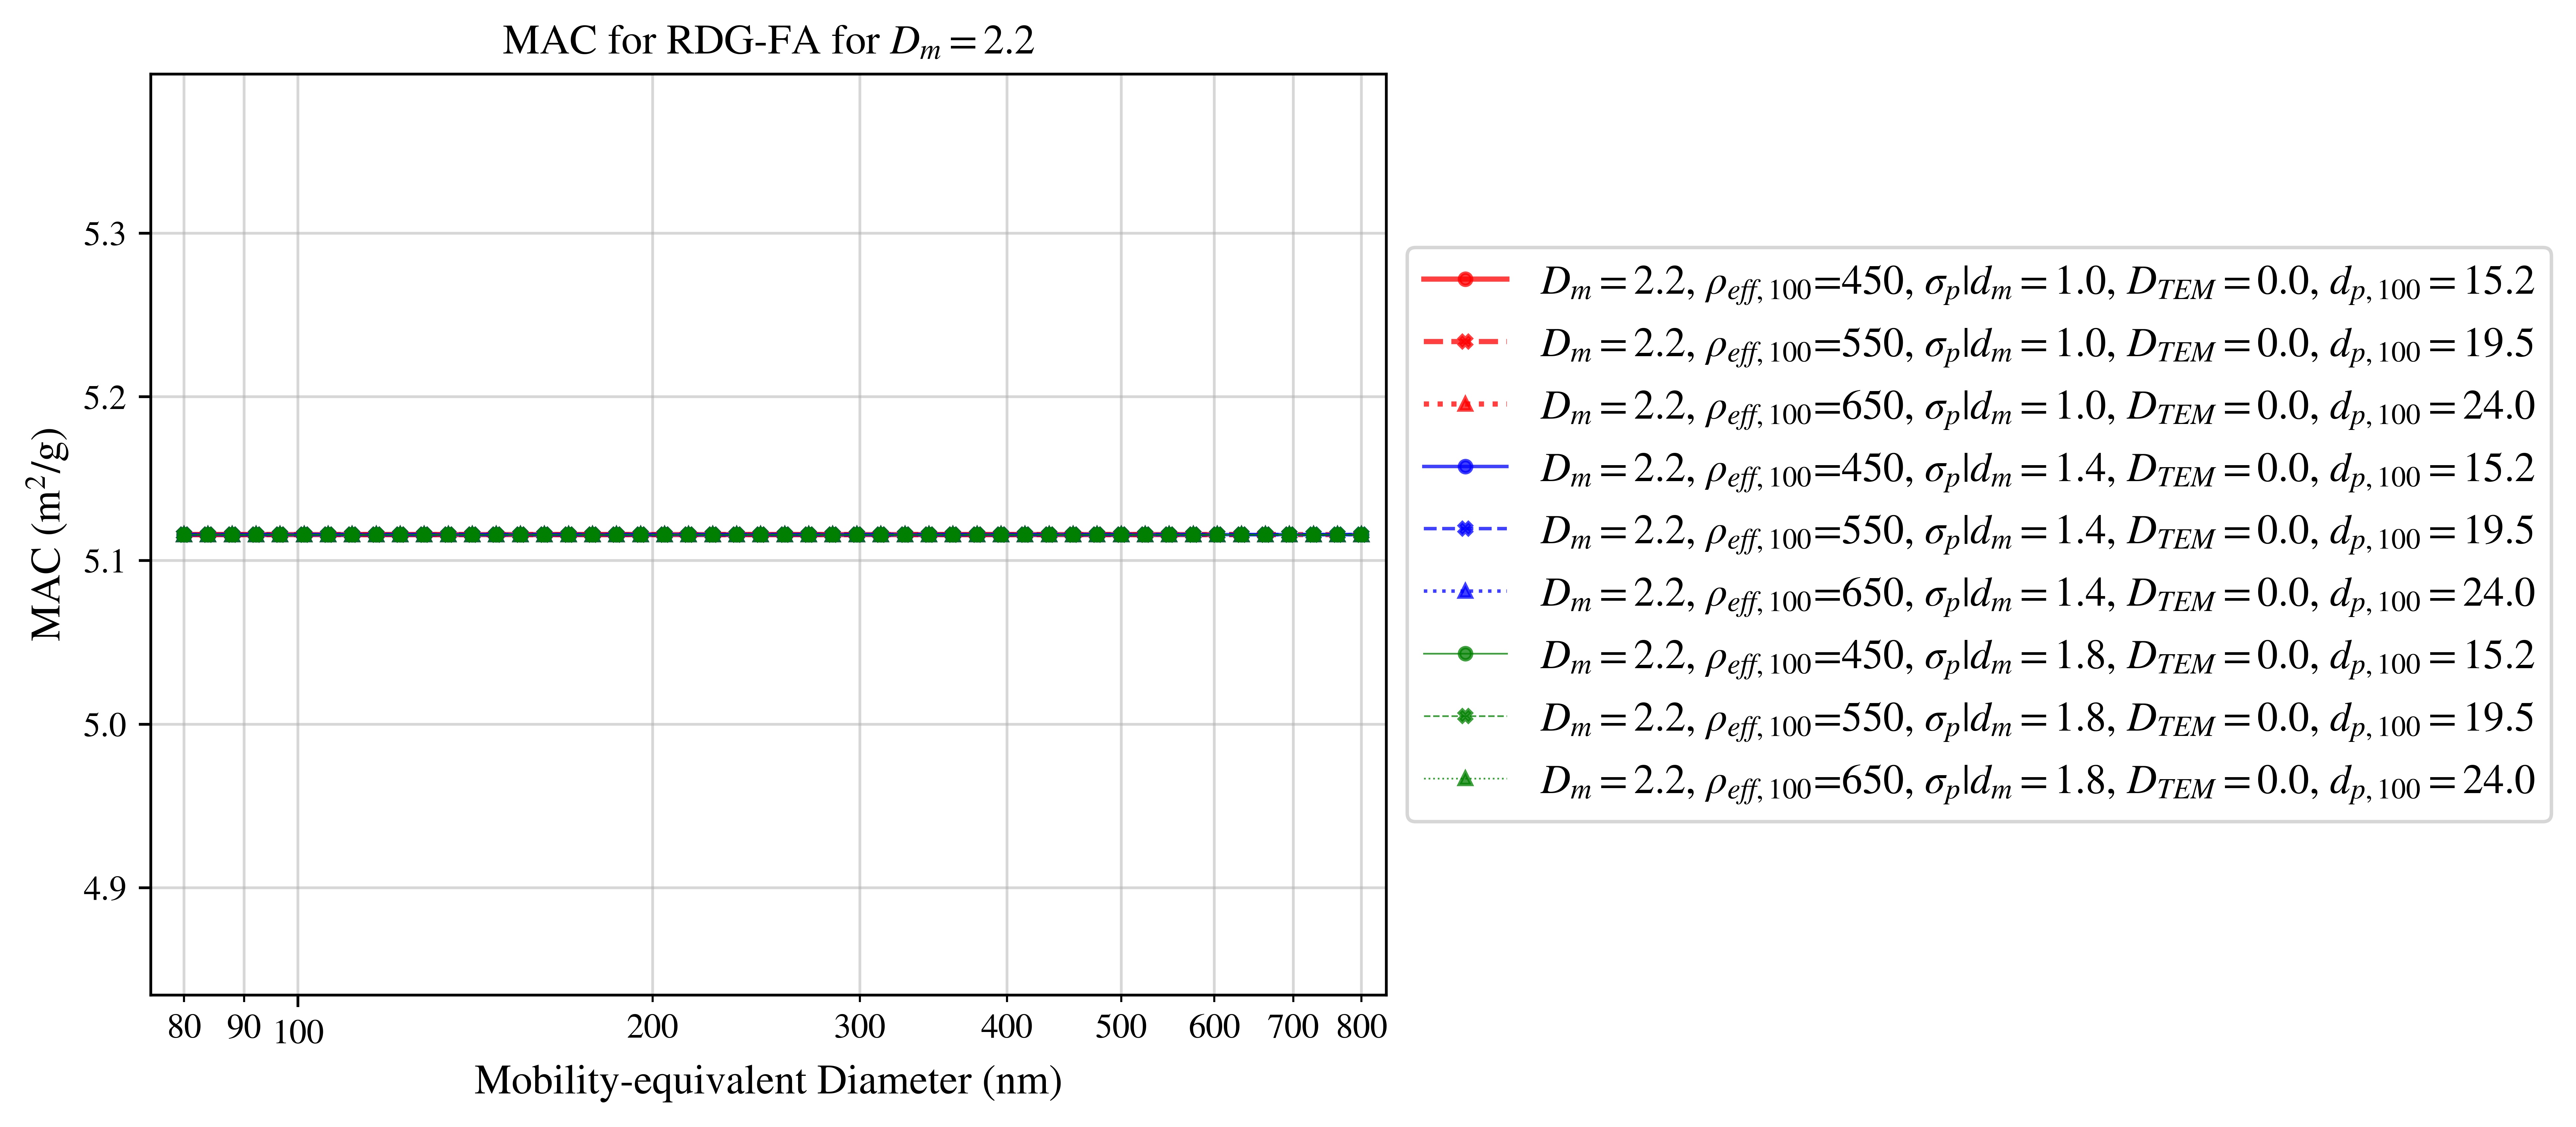 MAC for RDG-FA for Dₘ = 2.2
5.3
5.2
5.1
5.0
4.9
MAC (m²/g)
80 90 100 200 300 400 500 600 700 800
Mobility-equivalent Diameter (nm)
D_m = 2.2, ρ_eff,100=450, σ_p|d_m = 1.0, D_TEM = 0.0, d_p,100 = 15.2
D_m = 2.2, ρ_eff,100=550, σ_p|d_m = 1.0, D_TEM = 0.0, d_p,100 = 19.5
D_m = 2.2, ρ_eff,100=650, σ_p|d_m = 1.0, D_TEM = 0.0, d_p,100 = 24.0
D_m = 2.2, ρ_eff,100=450, σ_p|d_m = 1.4, D_TEM = 0.0, d_p,100 = 15.2
D_m = 2.2, ρ_eff,100=550, σ_p|d_m = 1.4, D_TEM = 0.0, d_p,100 = 19.5
D_m = 2.2, ρ_eff,100=650, σ_p|d_m = 1.4, D_TEM = 0.0, d_p,100 = 24.0
D_m = 2.2, ρ_eff,100=450, σ_p|d_m = 1.8, D_TEM = 0.0, d_p,100 = 15.2
D_m = 2.2, ρ_eff,100=550, σ_p|d_m = 1.8, D_TEM = 0.0, d_p,100 = 19.5
D_m = 2.2, ρ_eff,100=650, σ_p|d_m = 1.8, D_TEM = 0.0, d_p,100 = 24.0